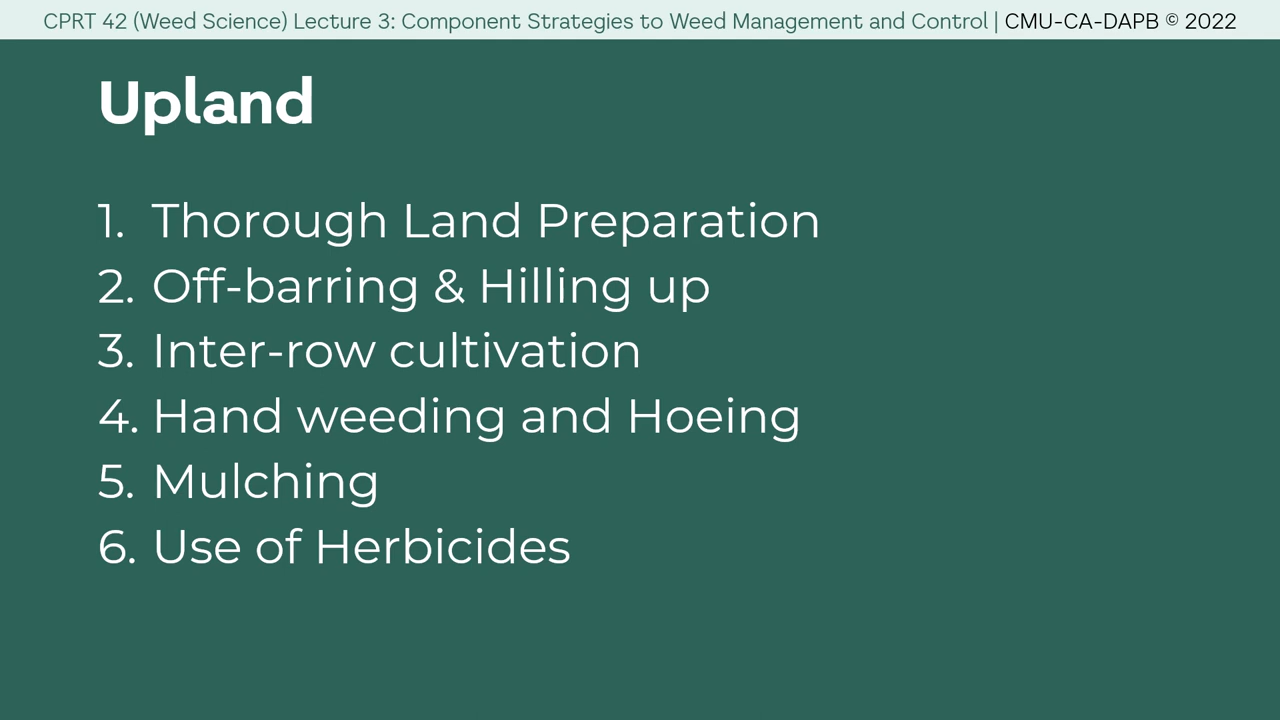 CPRT 42 (Weed Science) Lecture 3: Component Strategies to Weed Management and Control | CMU-CA-DAPB © 2022
Upland
1. Thorough Land Preparation
2. Off-barring & Hilling up
3. Inter-row cultivation
4. Hand weeding and Hoeing
5. Mulching
6. Use of Herbicides